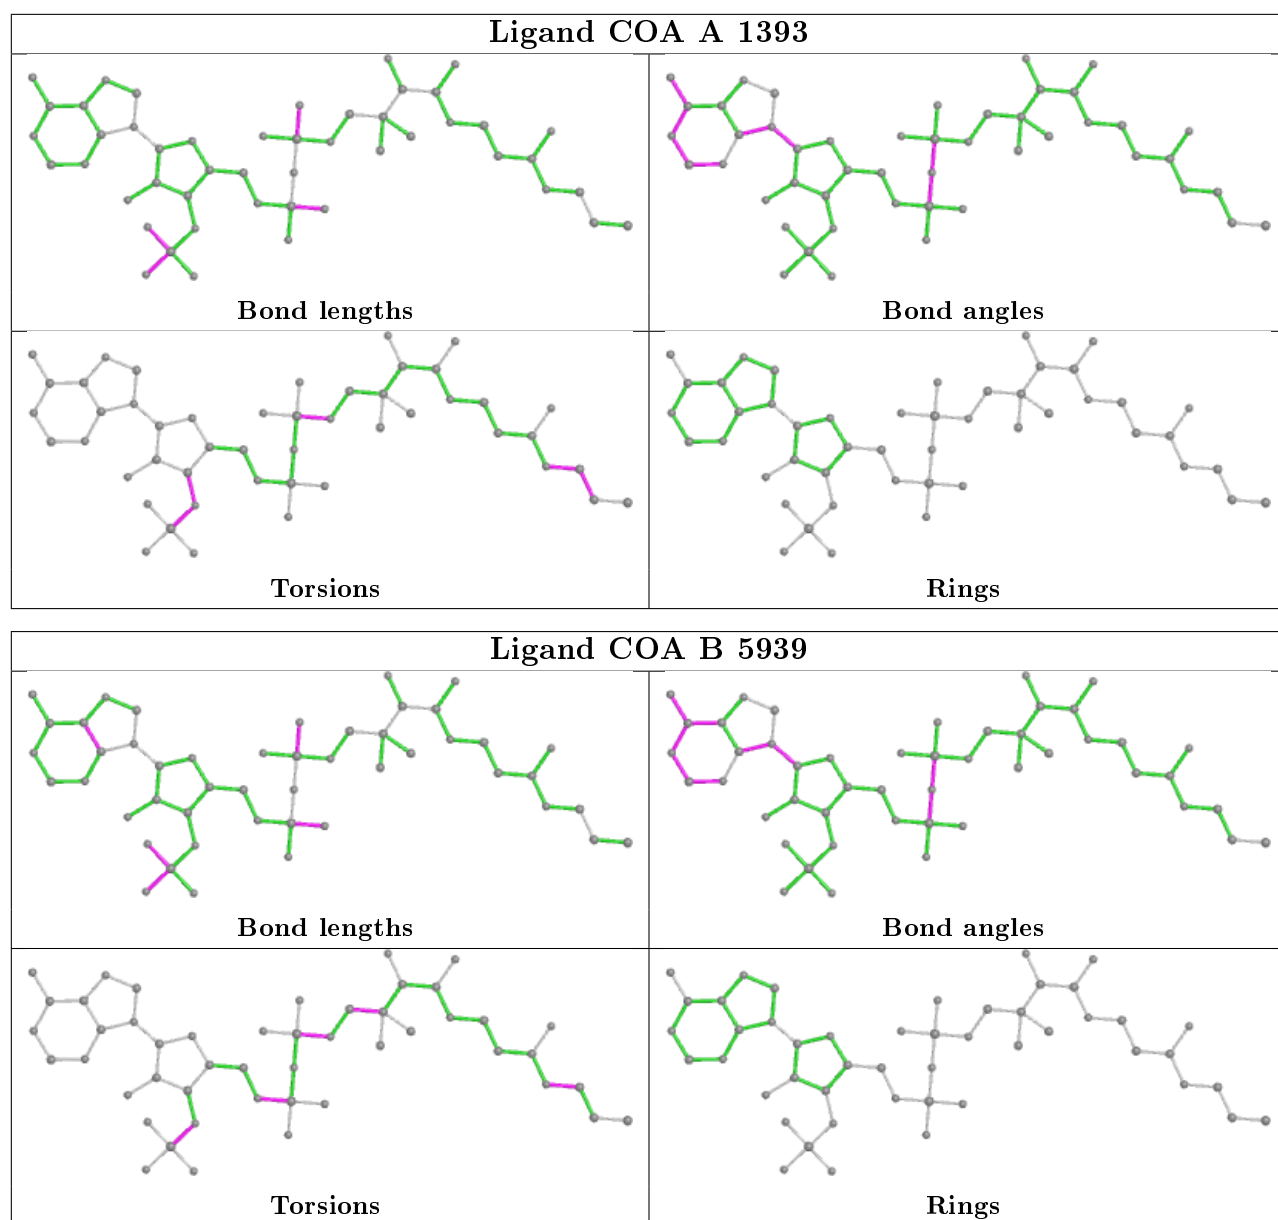 Ligand COA A 1393
Bond lengths
Bond angles
Torsions
Rings
Ligand COA B 5939
Bond lengths
Bond angles
Torsions
Rings